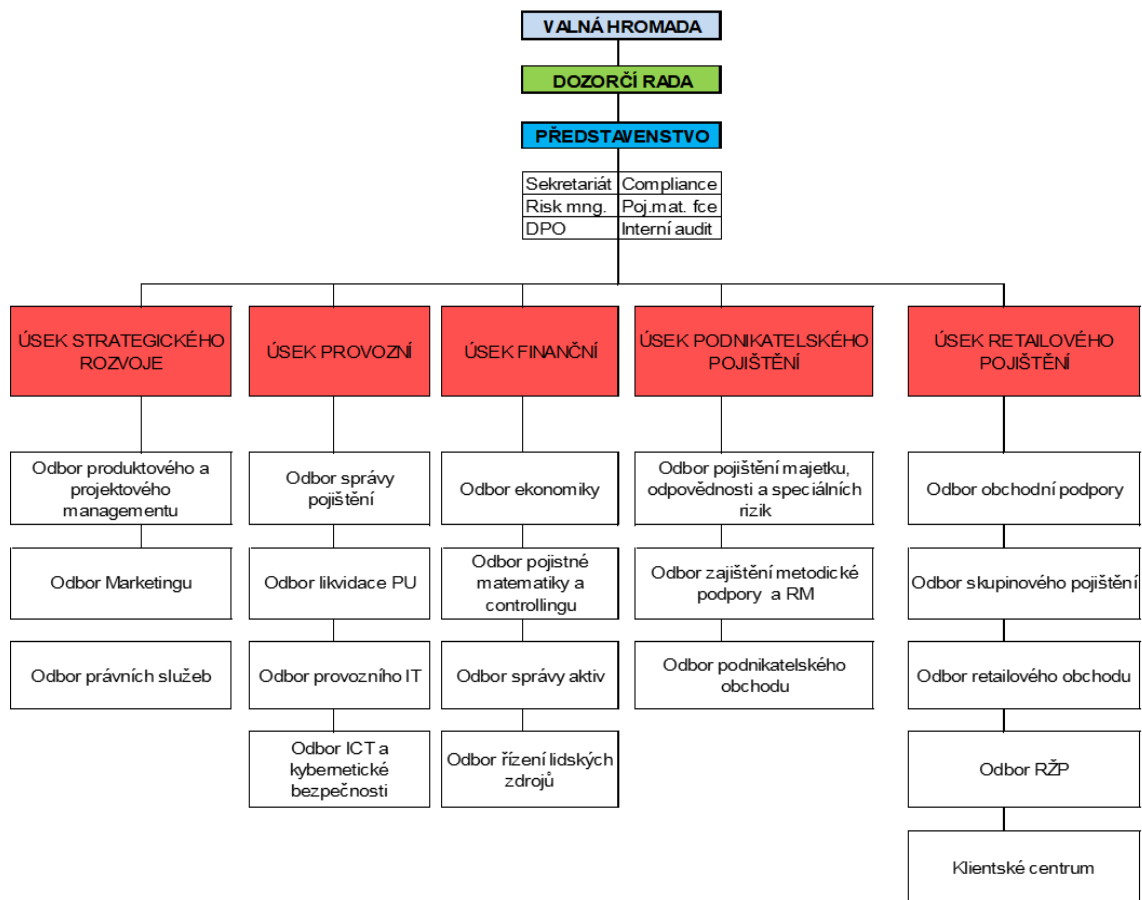 VALNÁ HROMADA
DOZORČÍ RADA
PŘEDSTAVENSTVO
Sekretariát Compliance
Risk mng. Poj.mat. fce
DPO Interní audit
ÚSEK STRATEGICKÉHO
ROZVOJE
ÚSEK PROVOZNÍ
ÚSEK FINANČNÍ
ÚSEK PODNIKATELSKÉHO
POJIŠTĚNÍ
ÚSEK RETAILOVÉHO
POJIŠTĚNÍ
Odbor produktového a
projektového
managementu
Odbor správy
pojištění
Odbor ekonomiky
Odbor pojištění majetku,
odpovědnosti a speciálních
rizik
Odbor obchodní podpory
Odbor Marketingu
Odbor likvidace PU
Odbor pojistné
matematiky a
controllingu
Odbor zajištění metodické
podpory a RM
Odbor skupinového pojištění
Odbor právních služeb
Odbor provozního IT
Odbor správy aktiv
Odbor podnikatelského
obchodu
Odbor retailového obchodu
Odbor ICT a
kybernetické
bezpečnosti
Odbor řízení lidských
zdrojů
Odbor RŽP
Klientské centrum